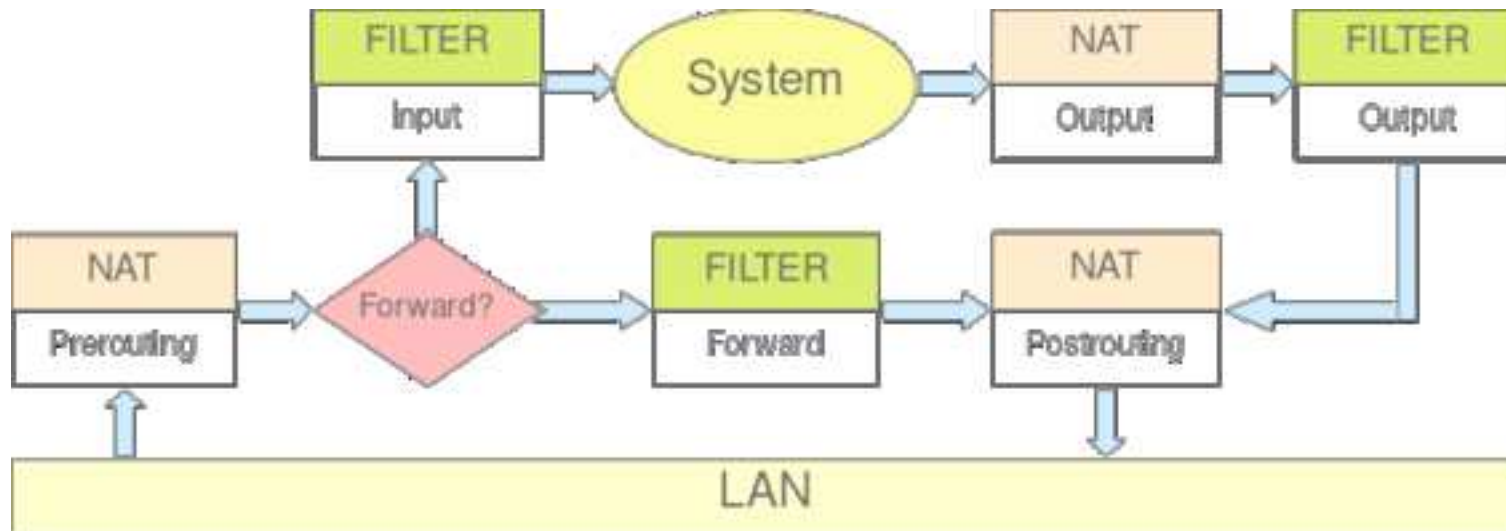 FILTER
Input
System
NAT
Output
FILTER
Output
NAT
Prerouting
Forward?
FILTER
Forward
NAT
Postrouting
LAN